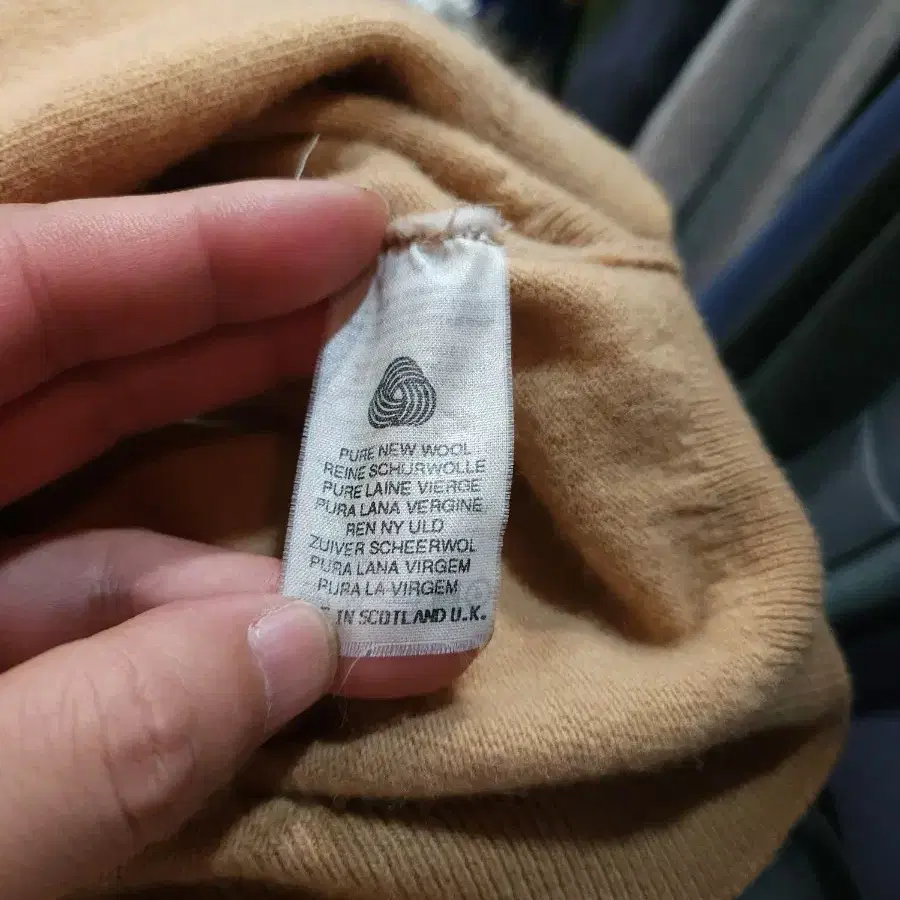 PURE NEW WOOL
REINE SCHURWOLLE
PURE LAINE VIERGE
PURA LANA VERGINE
REN NY ULD
ZUIVER SCHEERWOL
PURA LANA VIRGEM
PURA LA VIRGEM
IN SCOTLAND U.K.